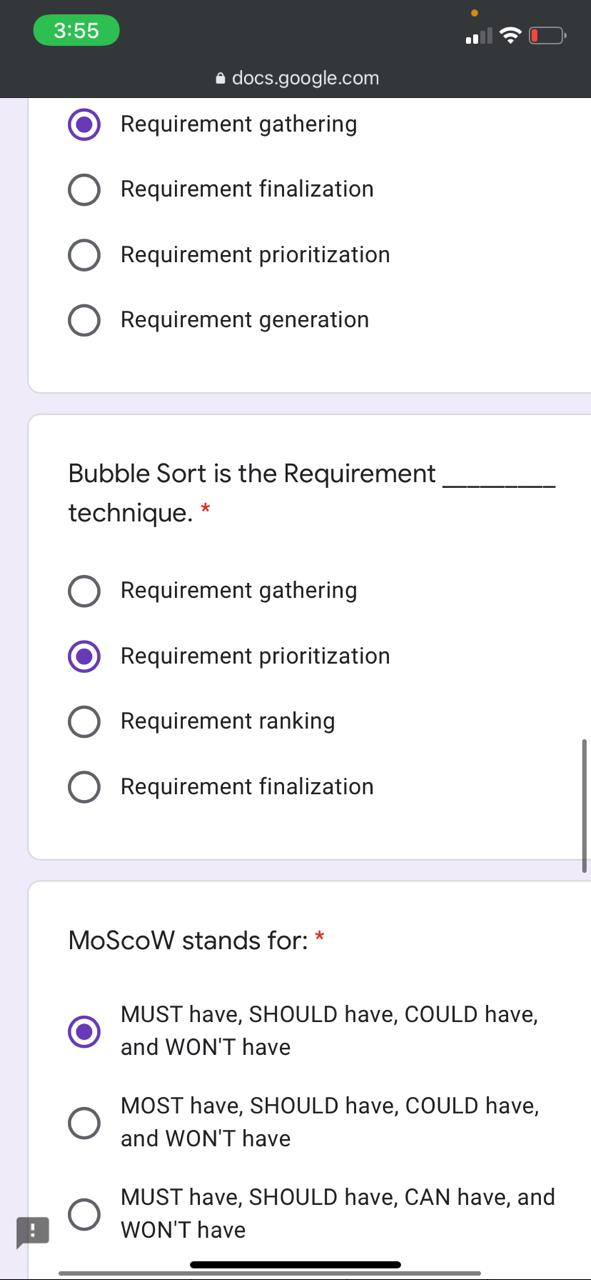 3:55
docs.google.com
Requirement gathering
Requirement finalization
Requirement prioritization
Requirement generation
Bubble Sort is the Requirement _________
technique. *
Requirement gathering
Requirement prioritization
Requirement ranking
Requirement finalization
MoScoW stands for: *
MUST have, SHOULD have, COULD have,
and WON'T have
MOST have, SHOULD have, COULD have,
and WON'T have
MUST have, SHOULD have, CAN have, and
WON'T have